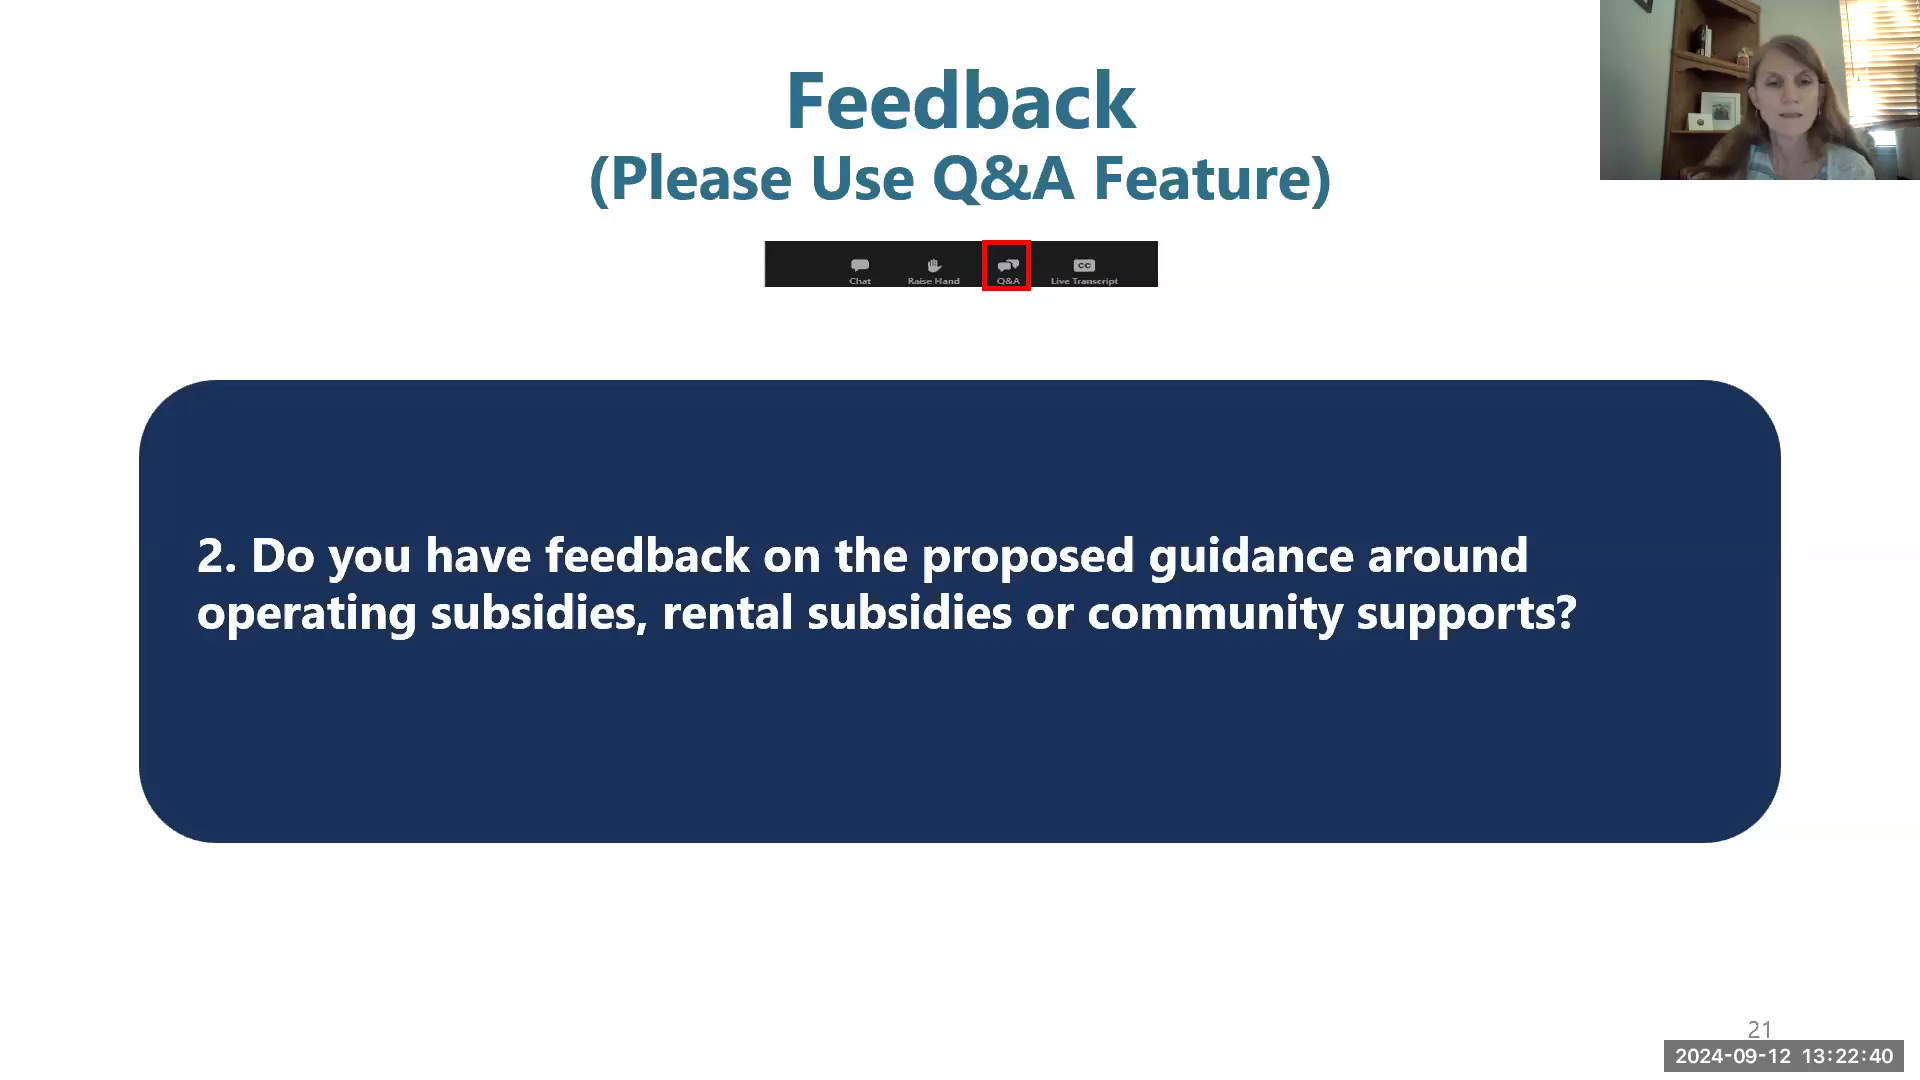 Feedback
(Please Use Q&A Feature)
Chat
Raise Hand
Q&A
CC
Live Transcript
2. Do you have feedback on the proposed guidance around
operating subsidies, rental subsidies or community supports?
21
2024-09-12 13:22:40